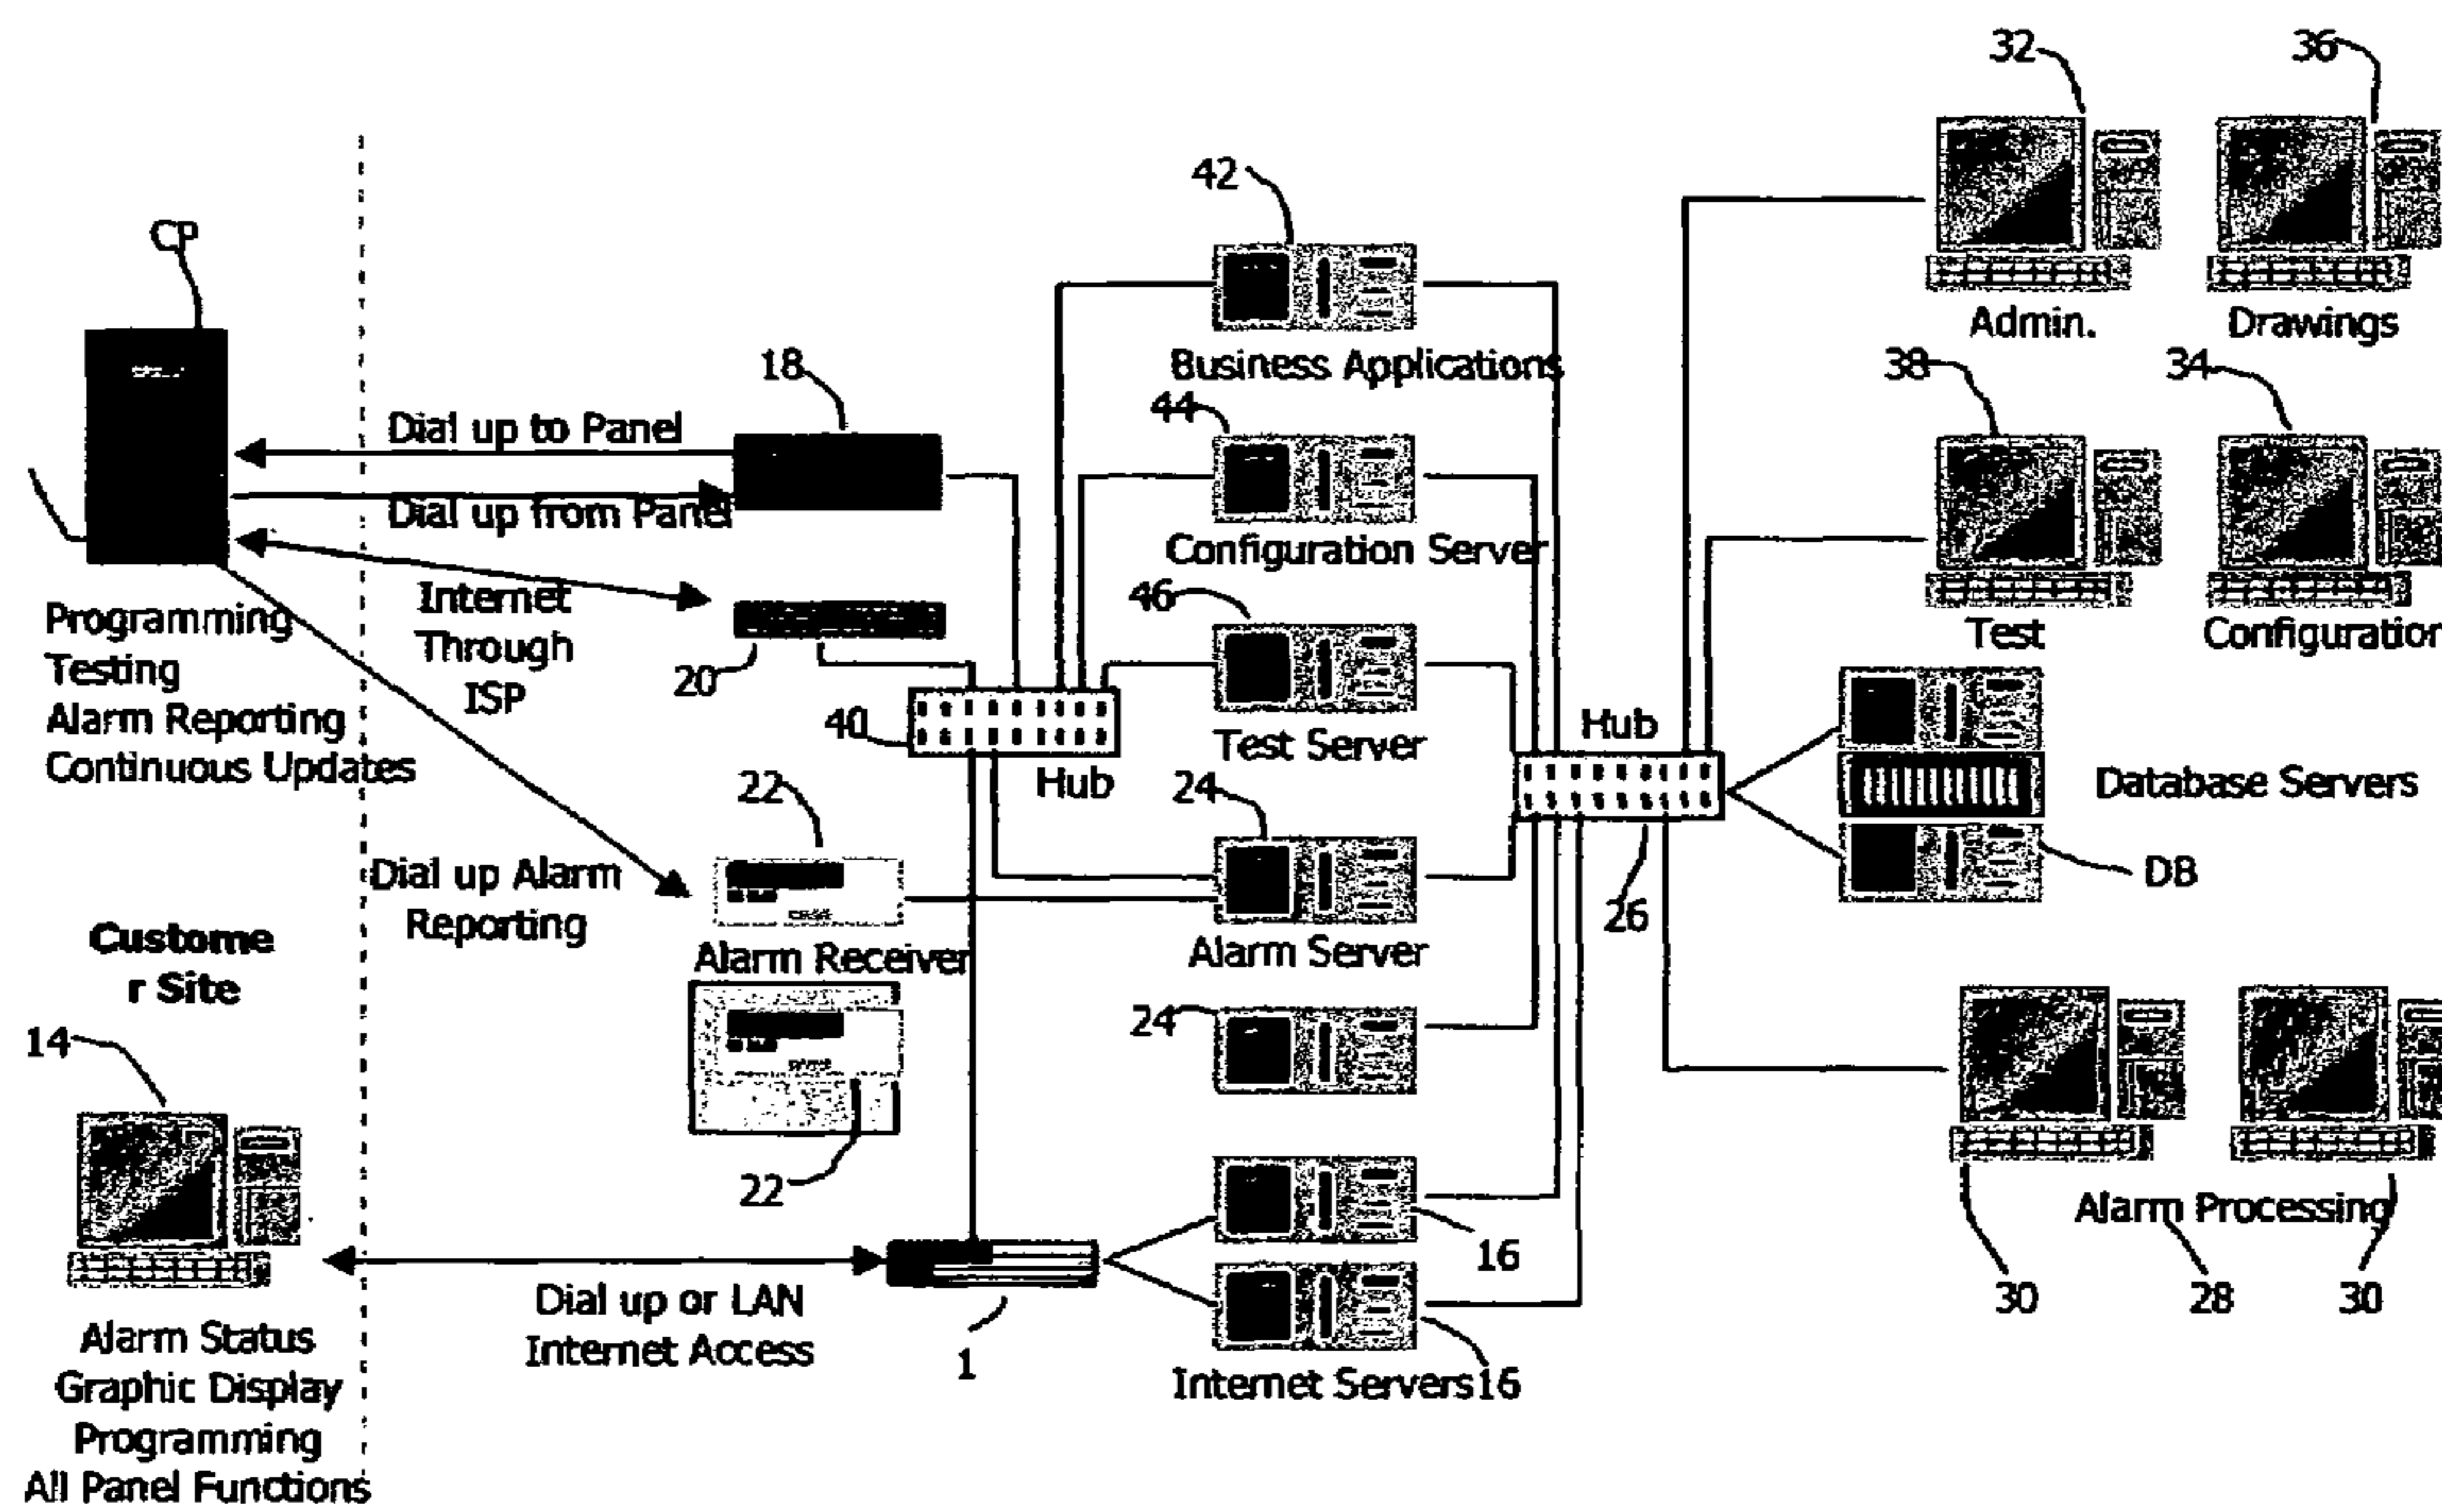 32
36
42
CP
Admin.
Drawings
18
Business Applications
38
34
44
Dial up to Panel
Dial up from Panel
Configuration Server
46
Internet
Through
ISP
Programming
Testing
Alarm Reporting
Continuous Updates
20
Test
Configuration
40
Hub
Test Server
Hub
Database Servers
22
24
Dial up Alarm
Reporting
DB
26
Custome
r Site
Alarm Receiver
Alarm Server
14
24
22
Alarm Processing
16
30
28
30
Dial up or LAN
Internet Access
1
Alarm Status
Graphic Display
Programming
All Panel Functions
Internet Servers16